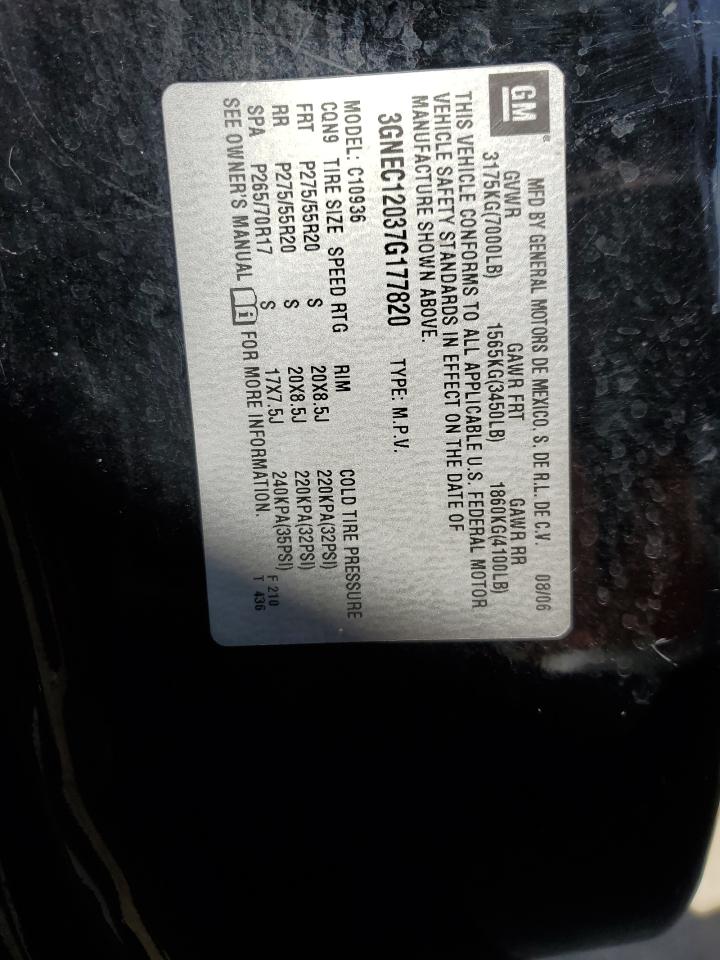 GM
MFD BY GENERAL MOTORS DE MEXICO, S. DE R.L. DE C.V. 08/06
GVWR GAWR FRT GAWR RR
3175KG(7000LB) 1565KG(3450LB) 1860KG(4100LB)
THIS VEHICLE CONFORMS TO ALL APPLICABLE U.S. FEDERAL MOTOR
VEHICLE SAFETY STANDARDS IN EFFECT ON THE DATE OF
MANUFACTURE SHOWN ABOVE.
3GNEC12037G177820 TYPE: M.P.V.
MODEL: C10936 COLD TIRE PRESSURE
CQN9 TIRE SIZE SPEED RTG RIM
FRT P275/55R20 S 20X8.5J 220KPA(32PSI)
RR P275/55R20 S 20X8.5J 220KPA(32PSI)
SPA P265/70R17 S 17X7.5J 240KPA(35PSI) F 210
SEE OWNER'S MANUAL i FOR MORE INFORMATION. T 436